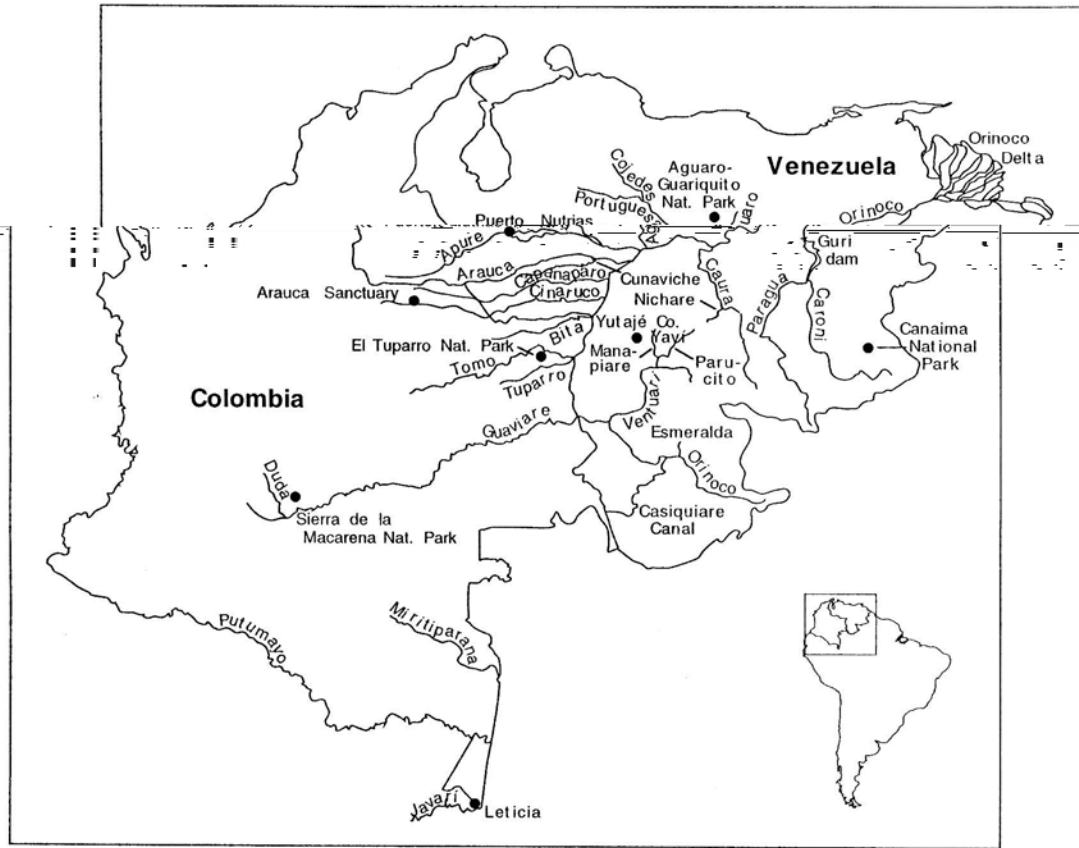 Orinoco
Delta
Venezuela
Aguaro-
Guariquito
Nat. Park
Cojedes
Portuguesa
Orinoco
Puerto Nutrias
Apure
Guri
dam
Arauca
Capanaparo
Cunaviche
Cinaruco
Caura
Nichare
Paragua
Caroni
Arauca Sanctuary
Bitá
Yutajé Co.
Yavi
Canaima
National
Park
El Tuparro Nat. Park
Mana-
piare
Paru-
cito
Tomo
Tuparro
Colombia
Ventuari
Guaviare
Esmeralda
Orinoco
Duda
Casiquiare
Canal
Sierra de la
Macarena Nat. Park
Miritiparana
Putumayo
Javarí
Leticia